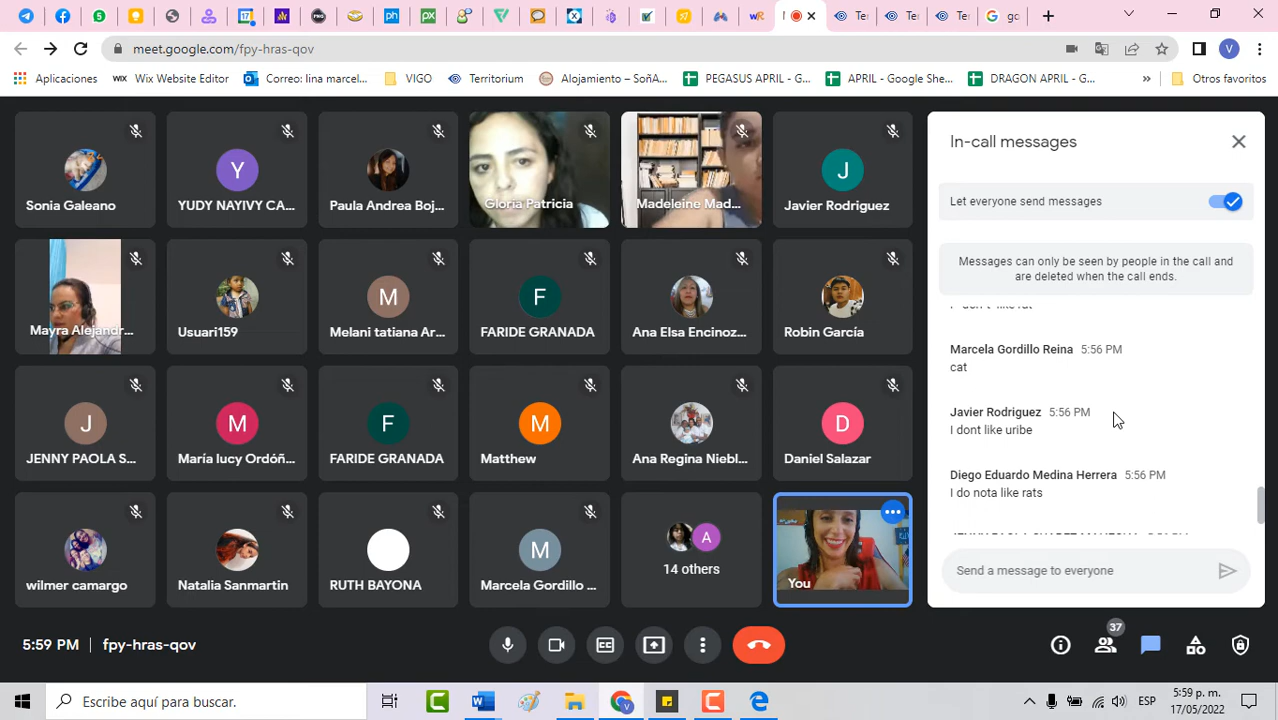 meet.google.com/fpy-hras-qov
V
Aplicaciones
Wix Website Editor
Correo: lina marcel...
VIGO
Territorium
Alojamiento – SoñA...
PEGASUS APRIL - G...
APRIL - Google She...
DRAGON APRIL - G...
»
Otros favoritos
Sonia Galeano
Y
YUDY NAYIVY CA...
Paula Andrea Boj...
Gloria Patricia
Madeleine Mad...
J
Javier Rodriguez
Mayra Alejandr...
Usuari159
M
Melani tatiana Ar...
F
FARIDE GRANADA
Ana Elsa Encinoz...
Robin García
J
JENNY PAOLA S...
M
María lucy Ordóñ...
F
FARIDE GRANADA
M
Matthew
Ana Regina Niebl...
D
Daniel Salazar
wilmer camargo
Natalia Sanmartin
RUTH BAYONA
M
Marcela Gordillo ...
A
14 others
You
In-call messages
Let everyone send messages
Messages can only be seen by people in the call and
are deleted when the call ends.
Marcela Gordillo Reina 5:56 PM
cat
Javier Rodriguez 5:56 PM
I dont like uribe
Diego Eduardo Medina Herrera 5:56 PM
I do nota like rats
Send a message to everyone
5:59 PM | fpy-hras-qov
37
Escribe aquí para buscar.
ESP
5:59 p. m.
17/05/2022